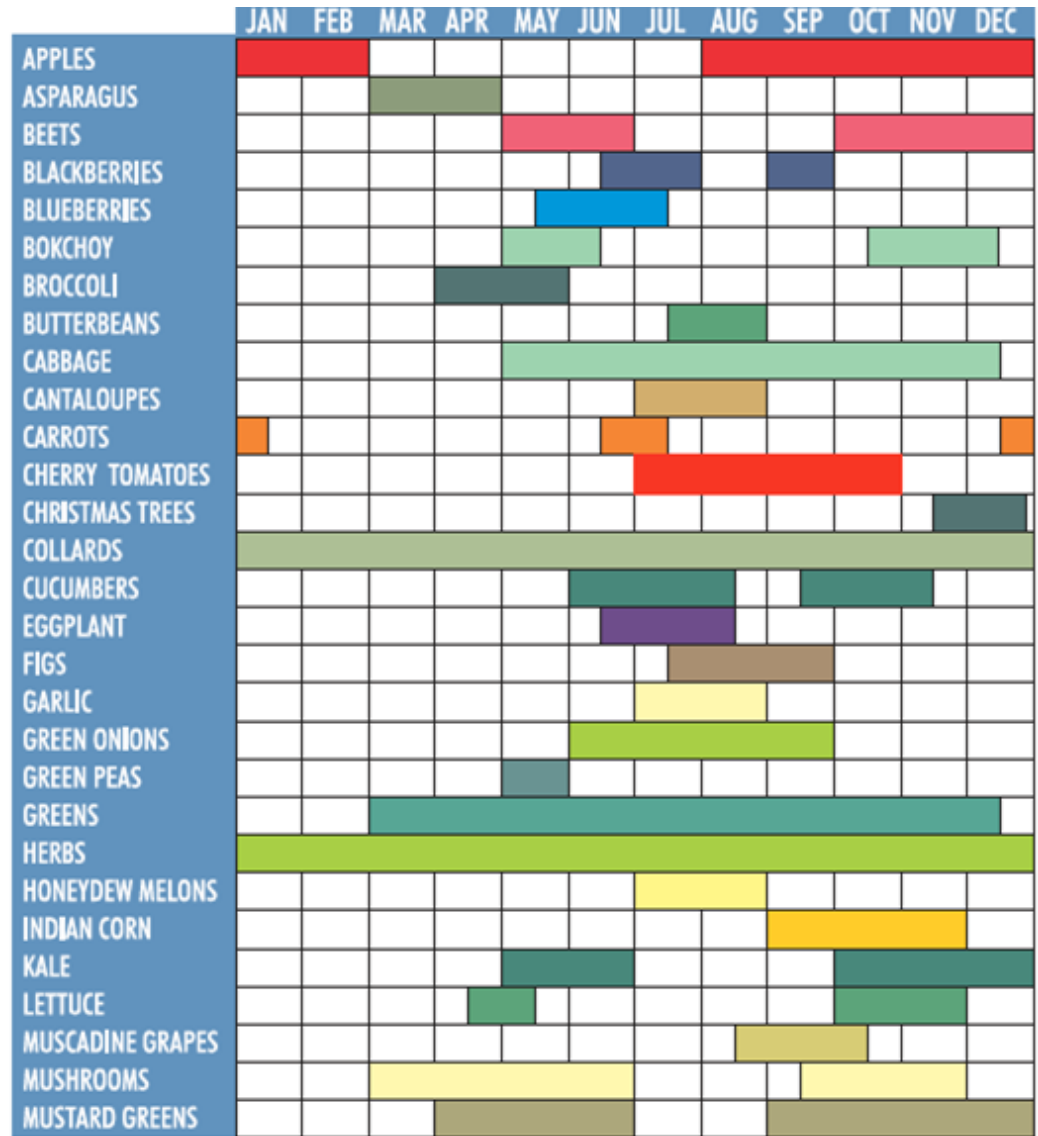 JAN FEB MAR APR MAY JUN JUL AUG SEP OCT NOV DEC
APPLES
ASPARAGUS
BEETS
BLACKBERRIES
BLUEBERRIES
BOKCHOY
BROCCOLI
BUTTERBEANS
CABBAGE
CANTALOUPES
CARROTS
CHERRY TOMATOES
CHRISTMAS TREES
COLLARDS
CUCUMBERS
EGGPLANT
FIGS
GARLIC
GREEN ONIONS
GREEN PEAS
GREENS
HERBS
HONEYDEW MELONS
INDIAN CORN
KALE
LETTUCE
MUSCADINE GRAPES
MUSHROOMS
MUSTARD GREENS